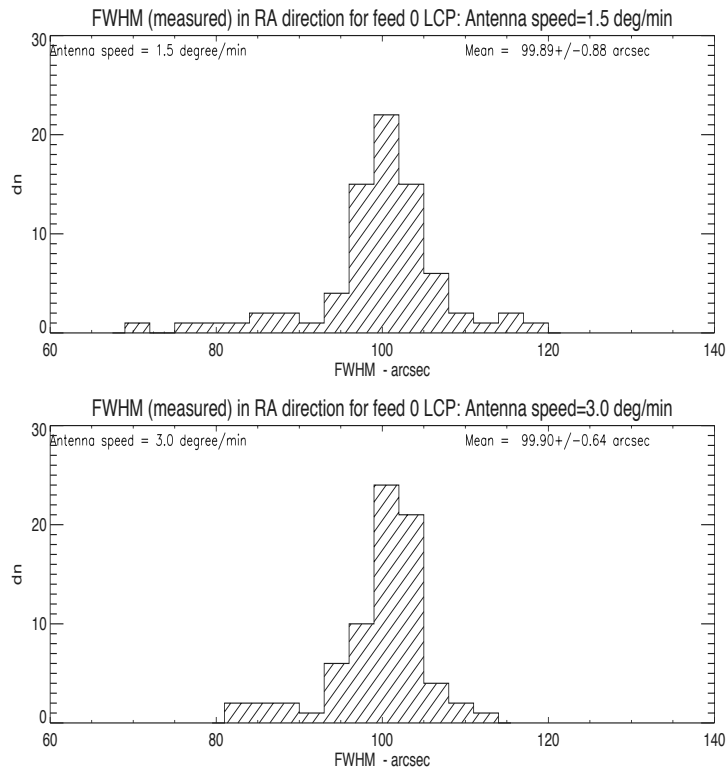 FWHM (measured) in RA direction for feed 0 LCP: Antenna speed=1.5 deg/min
30
Antenna speed = 1.5 degree/min
Mean = 99.89+/-0.88 arcsec
20
dn
10
0
60 80 100 120 140
FWHM - arcsec
FWHM (measured) in RA direction for feed 0 LCP: Antenna speed=3.0 deg/min
30
Antenna speed = 3.0 degree/min
Mean = 99.90+/-0.64 arcsec
20
dn
10
0
60 80 100 120 140
FWHM - arcsec